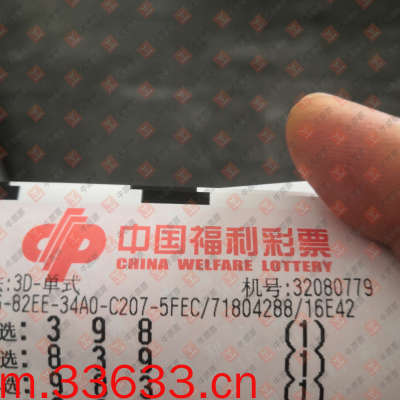 中国福利彩票
CHINA WELFARE LOTTERY
:3D-单式 机号:32080779
-82EE-34A0-C207-5FEC/71804288/16E42
选: 3 9 8 (1)
选: 8 3 9 (1)
m.33633.cn